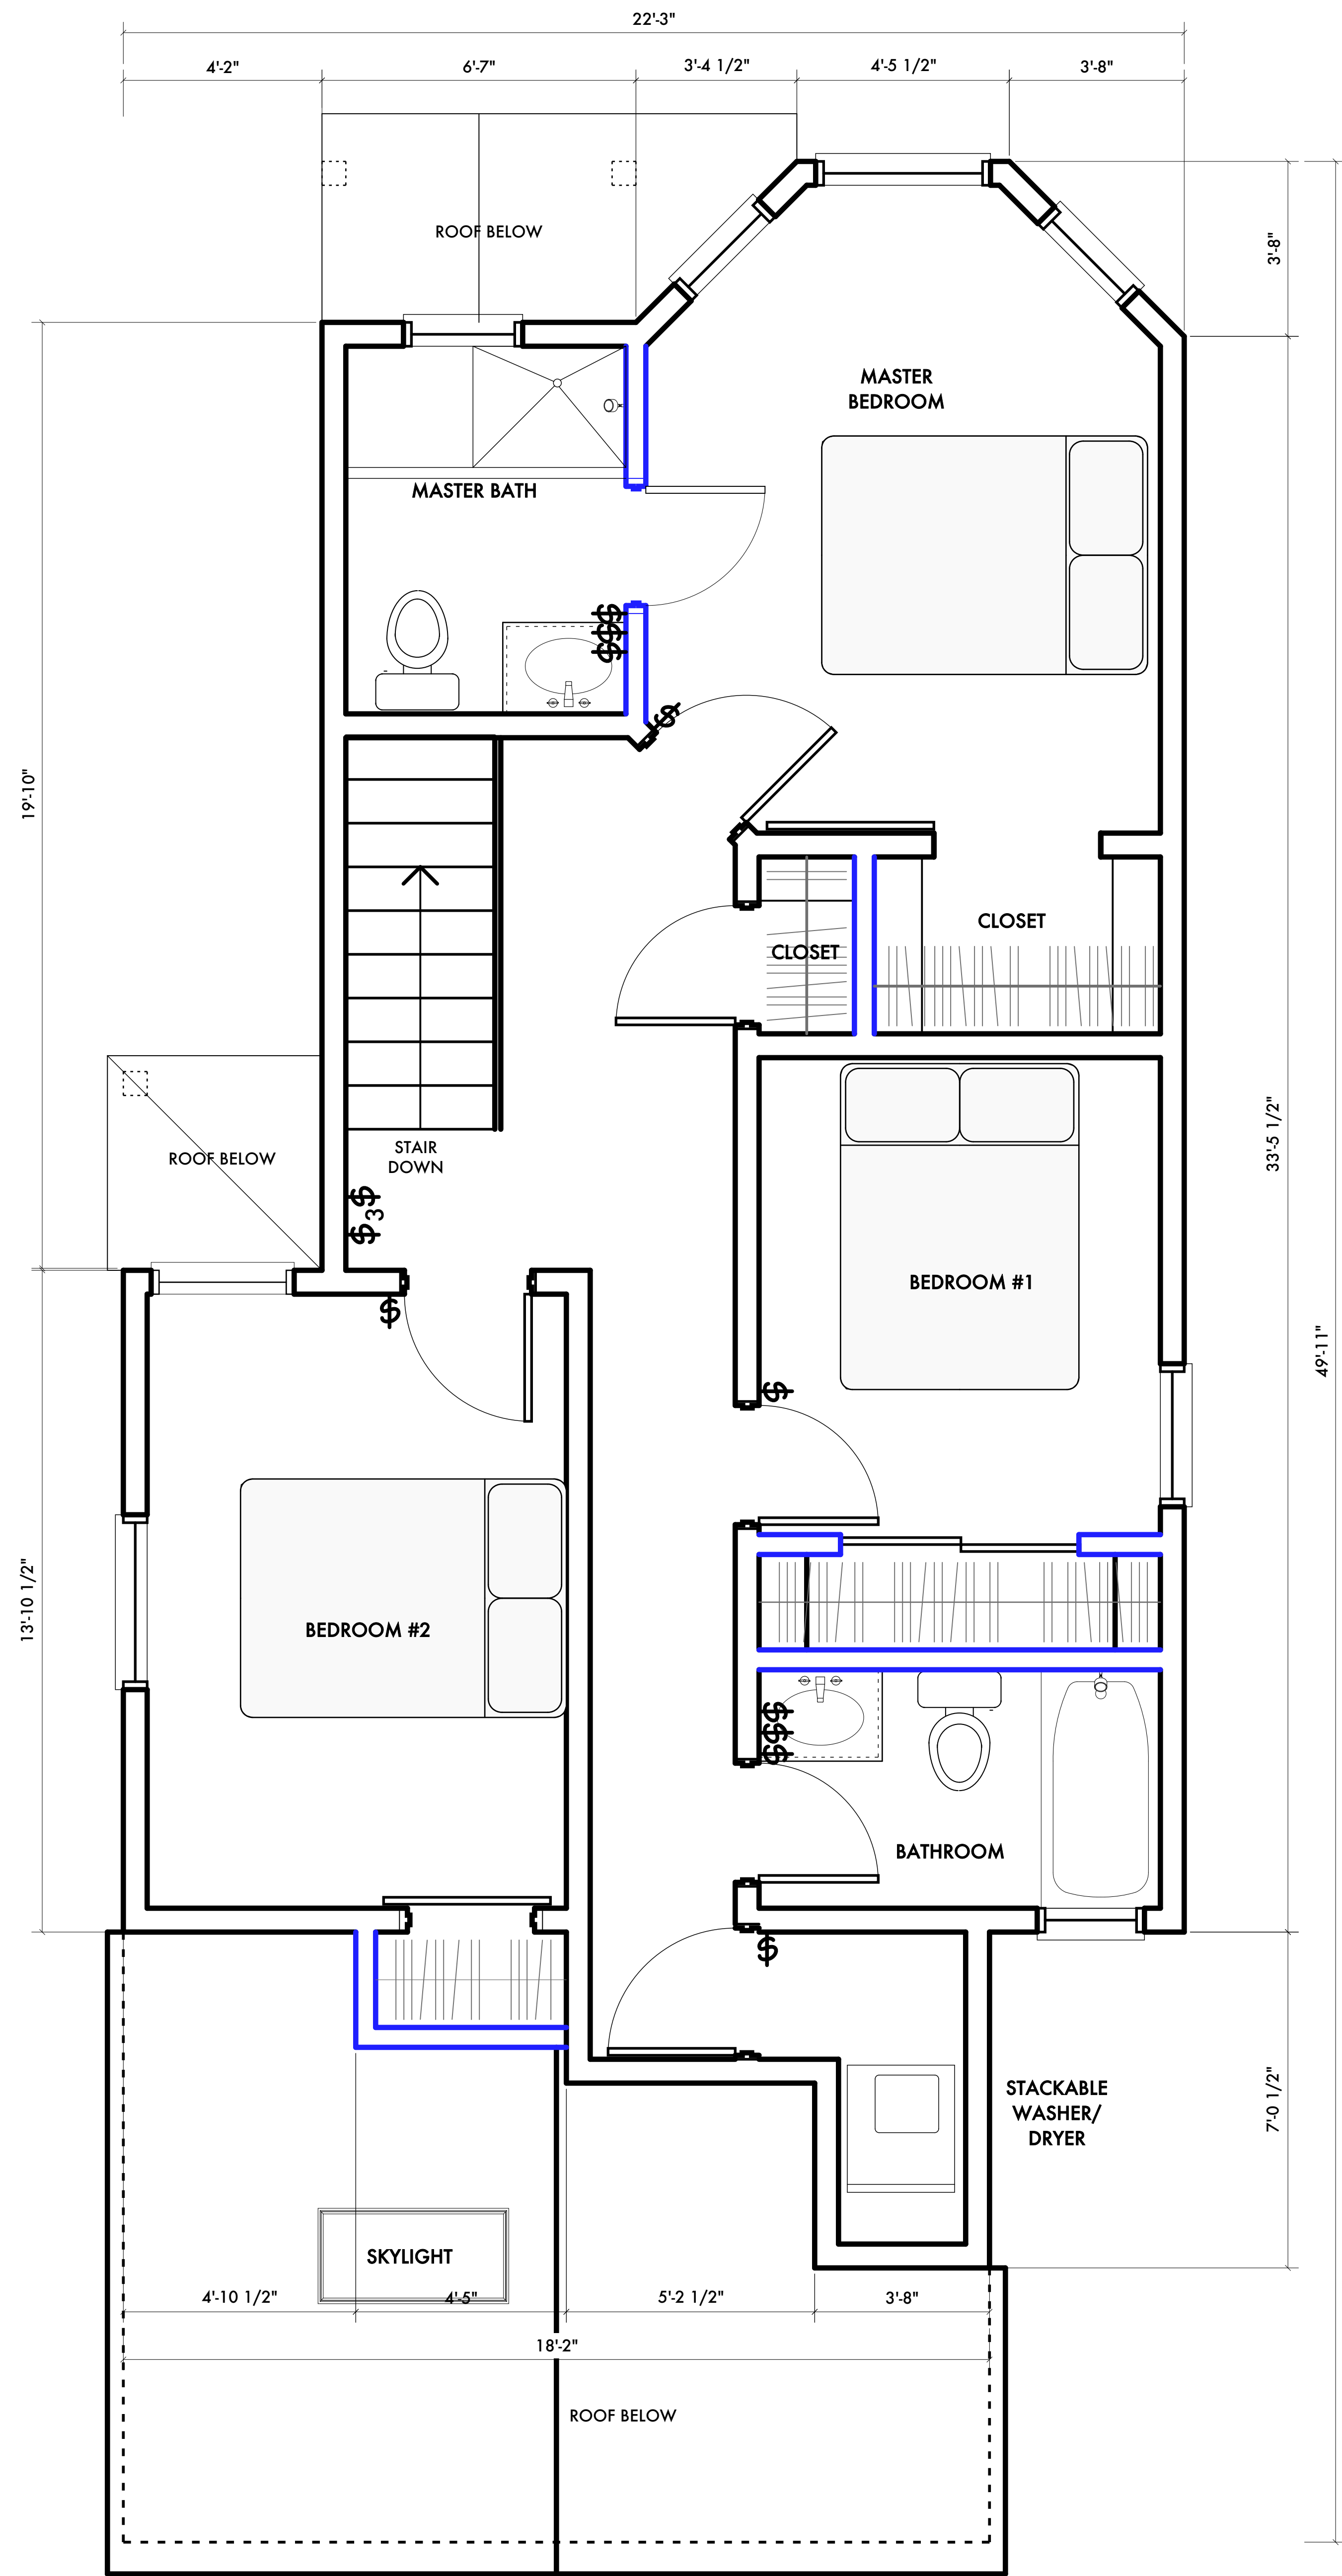 22'-3"
4'-2"
6'-7"
3'-4 1/2"
4'-5 1/2"
3'-8"
ROOF BELOW
3'-8"
MASTER
BEDROOM
MASTER BATH
$
$
$
$
19'-10"
CLOSET
CLOSET
33'-5 1/2"
STAIR
DOWN
ROOF BELOW
$
3
$
$
BEDROOM #1
49'-11"
$
13'-10 1/2"
BEDROOM #2
$
$
$
BATHROOM
$
STACKABLE
WASHER/
DRYER
7'-0 1/2"
SKYLIGHT
4'-10 1/2"
4'-5"
5'-2 1/2"
3'-8"
18'-2"
ROOF BELOW